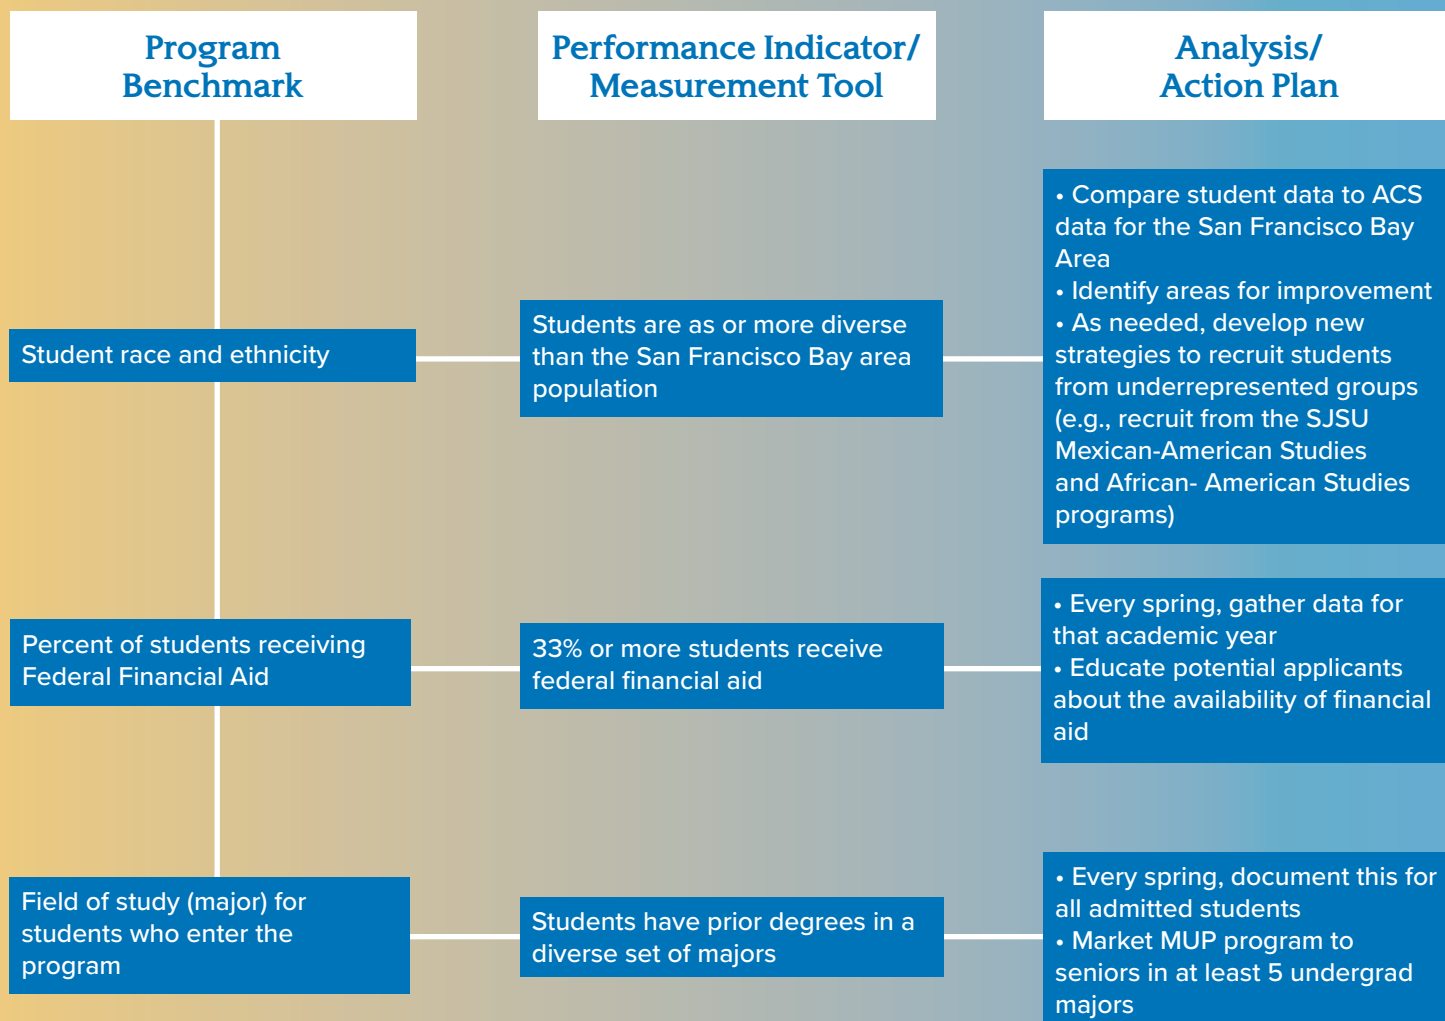 Program
Benchmark
Performance Indicator/
Measurement Tool
Analysis/
Action Plan
Student race and ethnicity
Students are as or more diverse
than the San Francisco Bay area
population
• Compare student data to ACS
data for the San Francisco Bay
Area
• Identify areas for improvement
• As needed, develop new
strategies to recruit students
from underrepresented groups
(e.g., recruit from the SJSU
Mexican-American Studies
and African- American Studies
programs)
Percent of students receiving
Federal Financial Aid
33% or more students receive
federal financial aid
• Every spring, gather data for
that academic year
• Educate potential applicants
about the availability of financial
aid
Field of study (major) for
students who enter the
program
Students have prior degrees in a
diverse set of majors
• Every spring, document this for
all admitted students
• Market MUP program to
seniors in at least 5 undergrad
majors